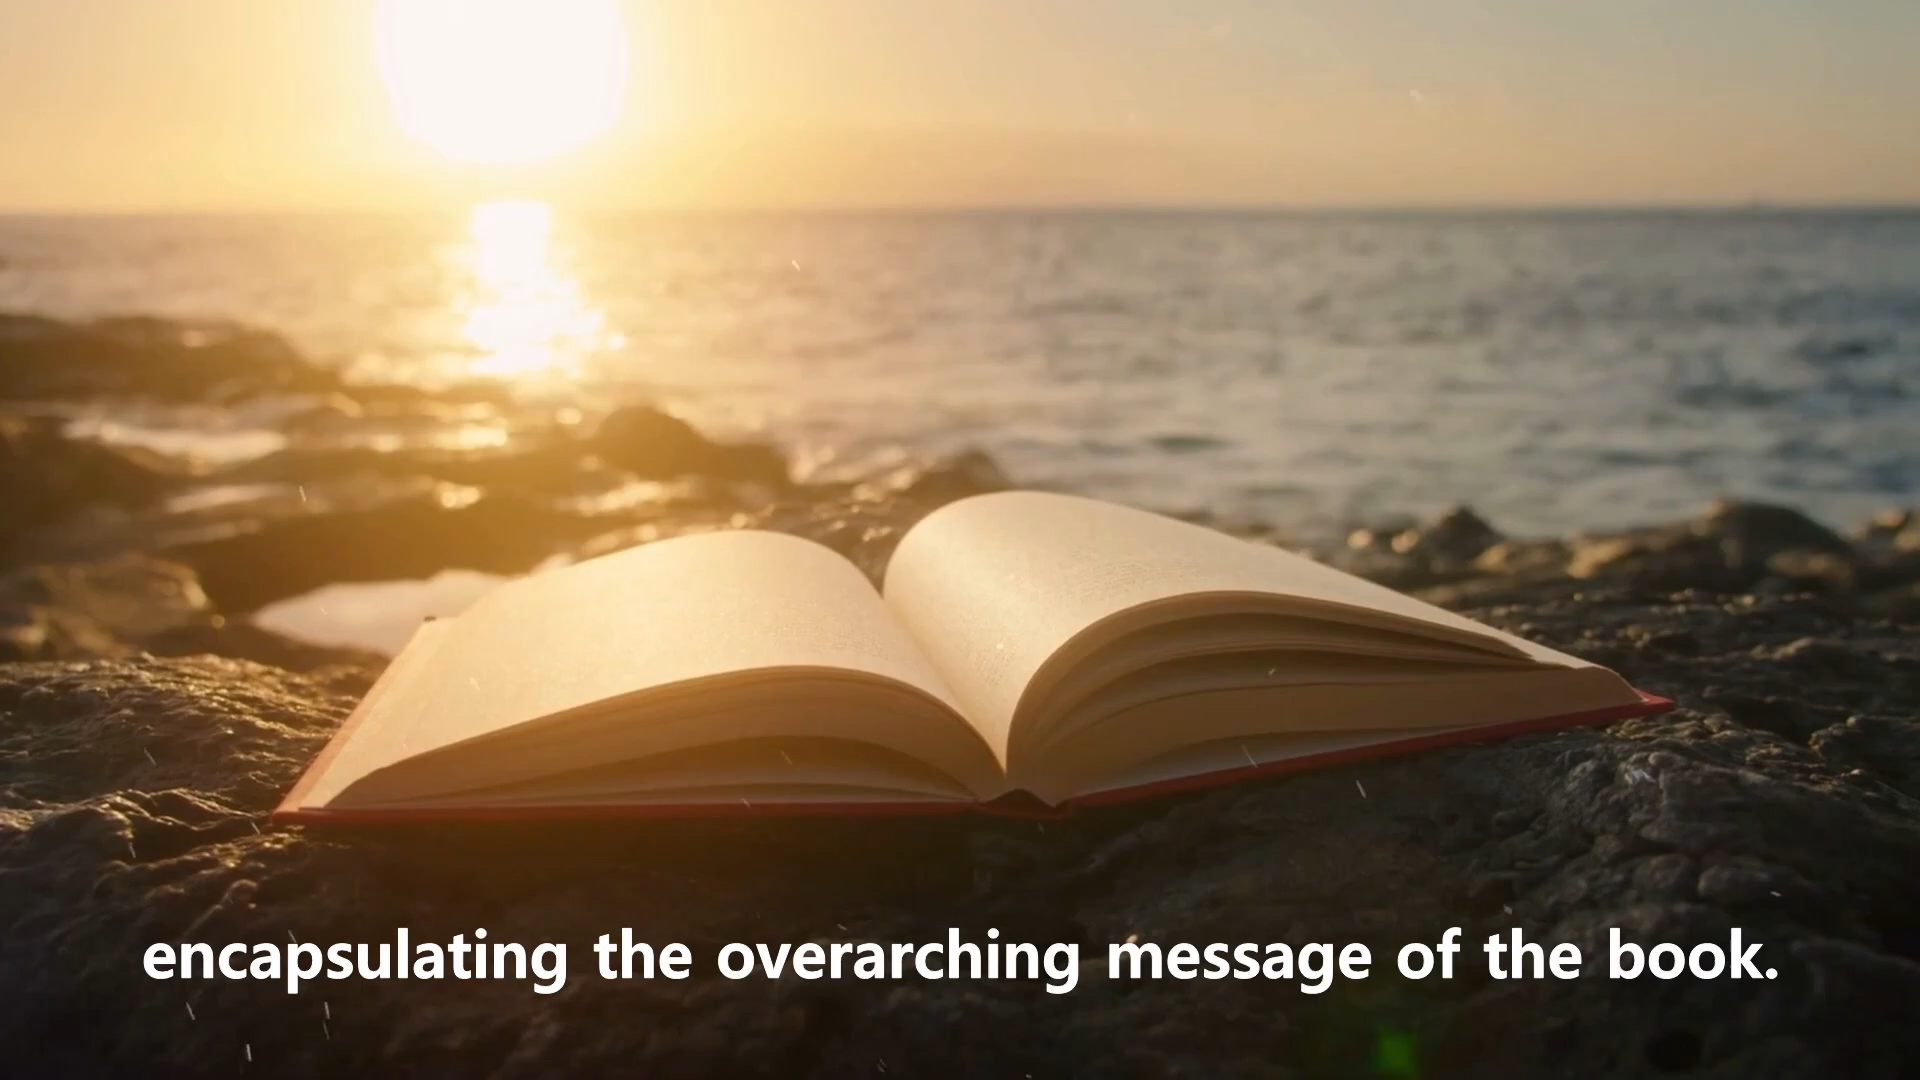 encapsulating the overarching message of the book.